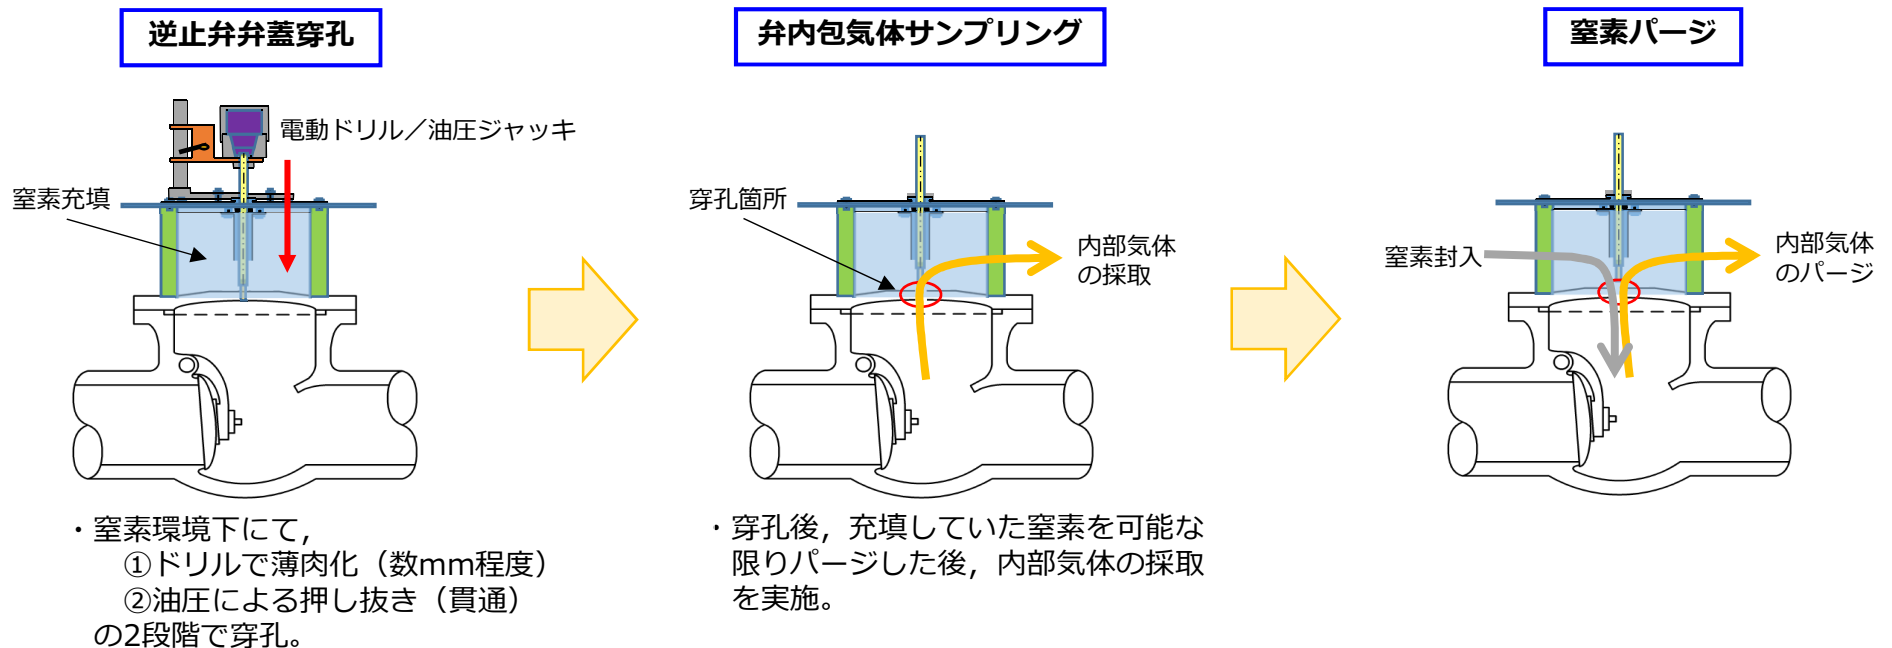 逆止弁弁蓋穿孔
電動ドリル／油圧ジャッキ
窒素充填
・窒素環境下にて，
①ドリルで薄肉化（数mm程度）
②油圧による押し抜き（貫通）
の2段階で穿孔。
弁内包気体サンプリング
穿孔箇所
内部気体
の採取
・穿孔後，充填していた窒素を可能な
限りパージした後，内部気体の採取
を実施。
窒素パージ
窒素封入
内部気体
のパージ